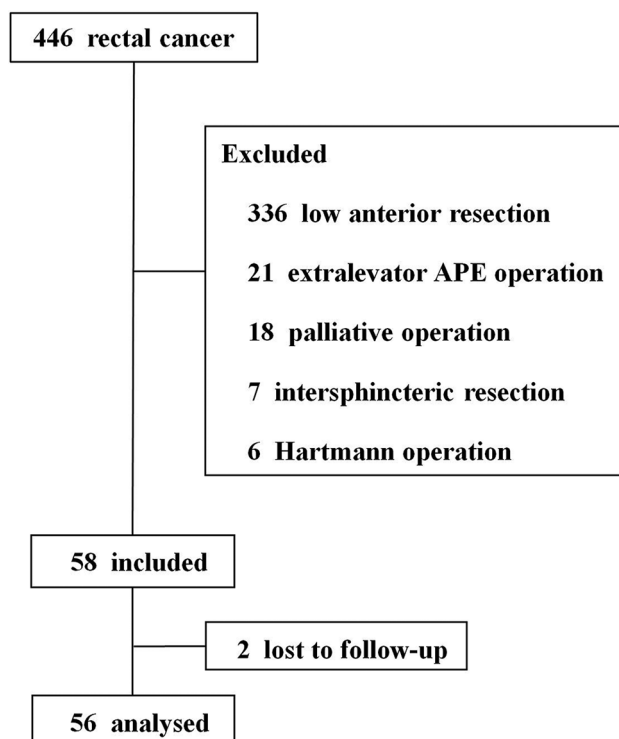 446 rectal cancer
Excluded
336 low anterior resection
21 extralevator APE operation
18 palliative operation
7 intersphincteric resection
6 Hartmann operation
58 included
2 lost to follow-up
56 analysed